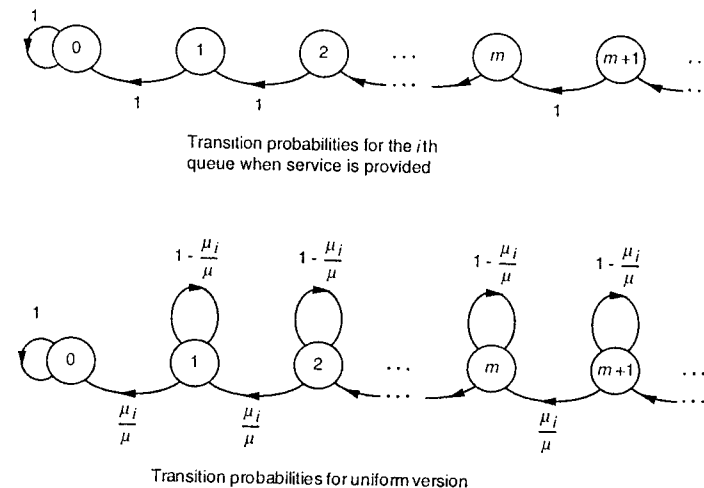 1
0 1 2 ... m m+1 ..
... ..
1 1 1
Transition probabilities for the ith
queue when service is provided
1 - μi/μ 1 - μi/μ 1 - μi/μ 1 - μi/μ
1
0 1 2 ... m m+1 ...
... ...
μi/μ μi/μ μi/μ
Transition probabilities for uniform version